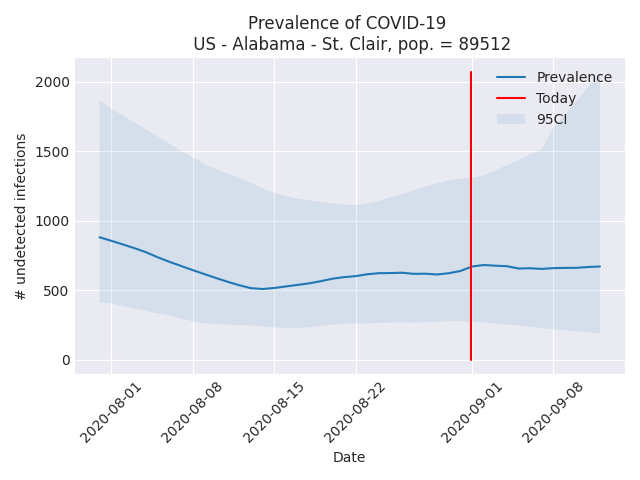 Prevalence of COVID-19
US - Alabama - St. Clair, pop. = 89512
Prevalence
Today
95CI
# undetected infections
2000
1500
1000
500
0
2020-08-01
2020-08-08
2020-08-15
2020-08-22
2020-09-01
2020-09-08
Date